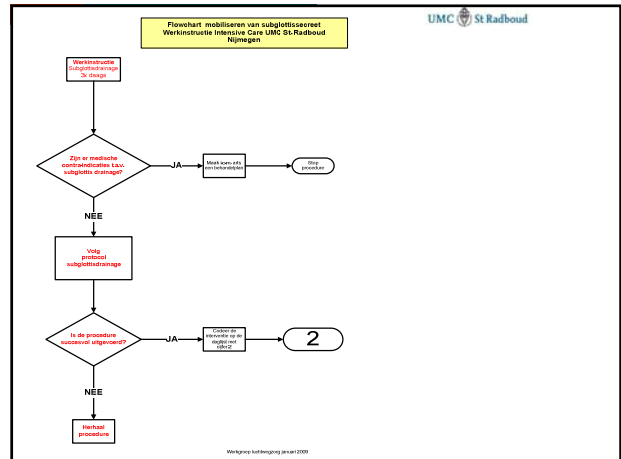 Flowchart mobiliseren van subglottissecreet
Werkinstructie Intensive Care UMC St-Radboud
Nijmegen
UMC St Radboud
Werkinstructie
Subglottisdrainage
3x daags
Zijn er medische
contra-indicaties t.a.v.
subglottis drainage?
JA
Maak een behandelplan
Stop
procedure
NEE
Volg
protocol
subglottisdrainage
Is de procedure
succesvol uitgevoerd?
JA
Codeer de
interventie op de
daglijst met
cijfer 2
2
NEE
Herhaal
procedure
Werkgroep luchtwegzorg januari 2009